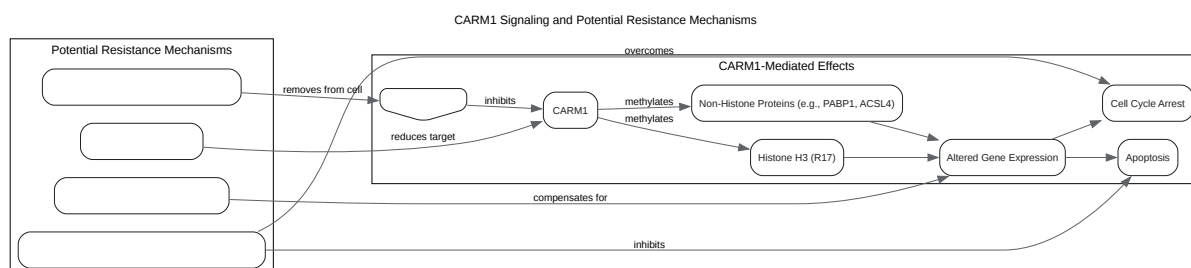 CARM1 Signaling and Potential Resistance Mechanisms
Potential Resistance Mechanisms
overcomes
CARM1-Mediated Effects
removes from cell
inhibits
CARM1
methylates
methylates
Non-Histone Proteins (e.g., PABP1, ACSL4)
Cell Cycle Arrest
reduces target
Histone H3 (R17)
Altered Gene Expression
Apoptosis
compensates for
inhibits